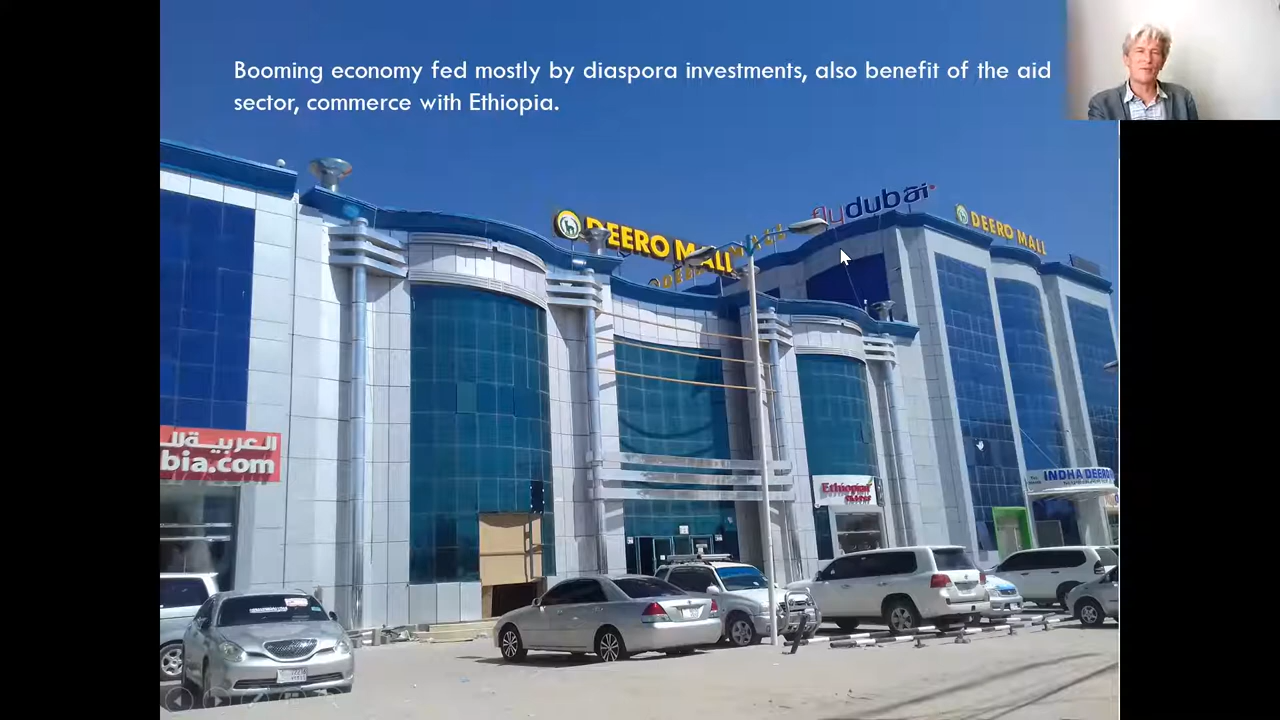 Booming economy fed mostly by diaspora investments, also benefit of the aid
sector, commerce with Ethiopia.
flydubai
DEERO MALL
DEERO MALL
العربية
bia.com
Ethiopian
INDHA DEERO